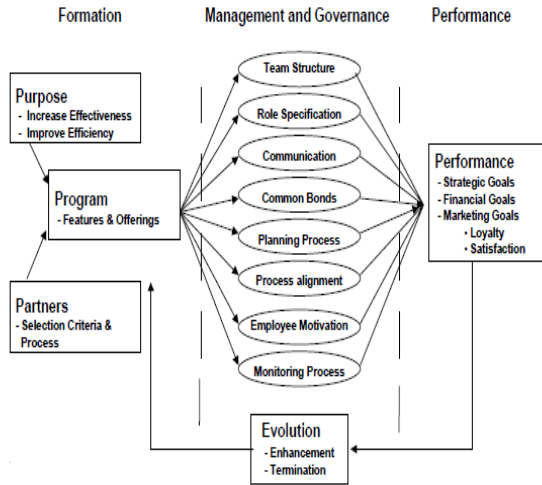 Formation
Management and Governance
Performance
Purpose
- Increase Effectiveness
- Improve Efficiency
Program
- Features & Offerings
Partners
- Selection Criteria &
Process
Team Structure
Role Specification
Communication
Common Bonds
Planning Process
Process alignment
Employee Motivation
Monitoring Process
Performance
- Strategic Goals
- Financial Goals
- Marketing Goals
• Loyalty
• Satisfaction
Evolution
- Enhancement
- Termination